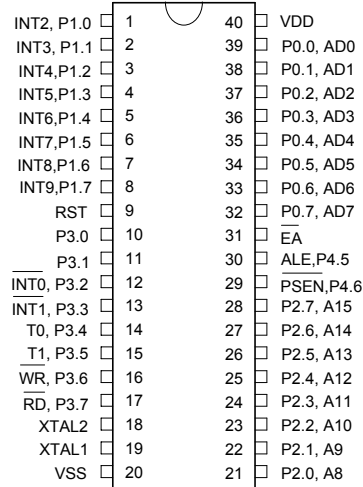 INT2, P1.0 1 40 VDD
INT3, P1.1 2 39 P0.0, AD0
INT4,P1.2 3 38 P0.1, AD1
INT5,P1.3 4 37 P0.2, AD2
INT6,P1.4 5 36 P0.3, AD3
INT7,P1.5 6 35 P0.4, AD4
INT8,P1.6 7 34 P0.5, AD5
INT9,P1.7 8 33 P0.6, AD6
RST 9 32 P0.7, AD7
P3.0 10 31 EA
P3.1 11 30 ALE,P4.5
INT0, P3.2 12 29 PSEN,P4.6
INT1, P3.3 13 28 P2.7, A15
T0, P3.4 14 27 P2.6, A14
T1, P3.5 15 26 P2.5, A13
WR, P3.6 16 25 P2.4, A12
RD, P3.7 17 24 P2.3, A11
XTAL2 18 23 P2.2, A10
XTAL1 19 22 P2.1, A9
VSS 20 21 P2.0, A8